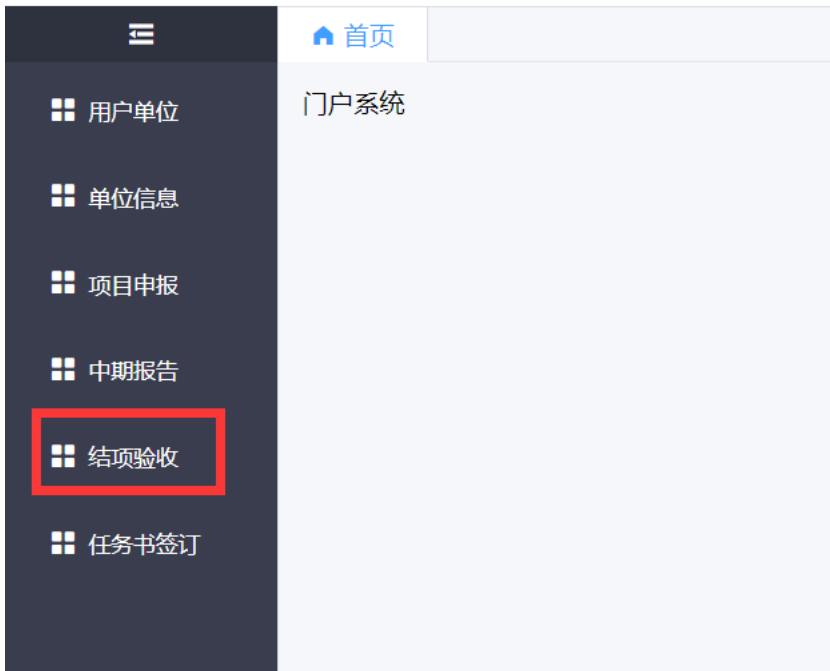 首页
门户系统
用户单位
单位信息
项目申报
中期报告
结项验收
任务书签订